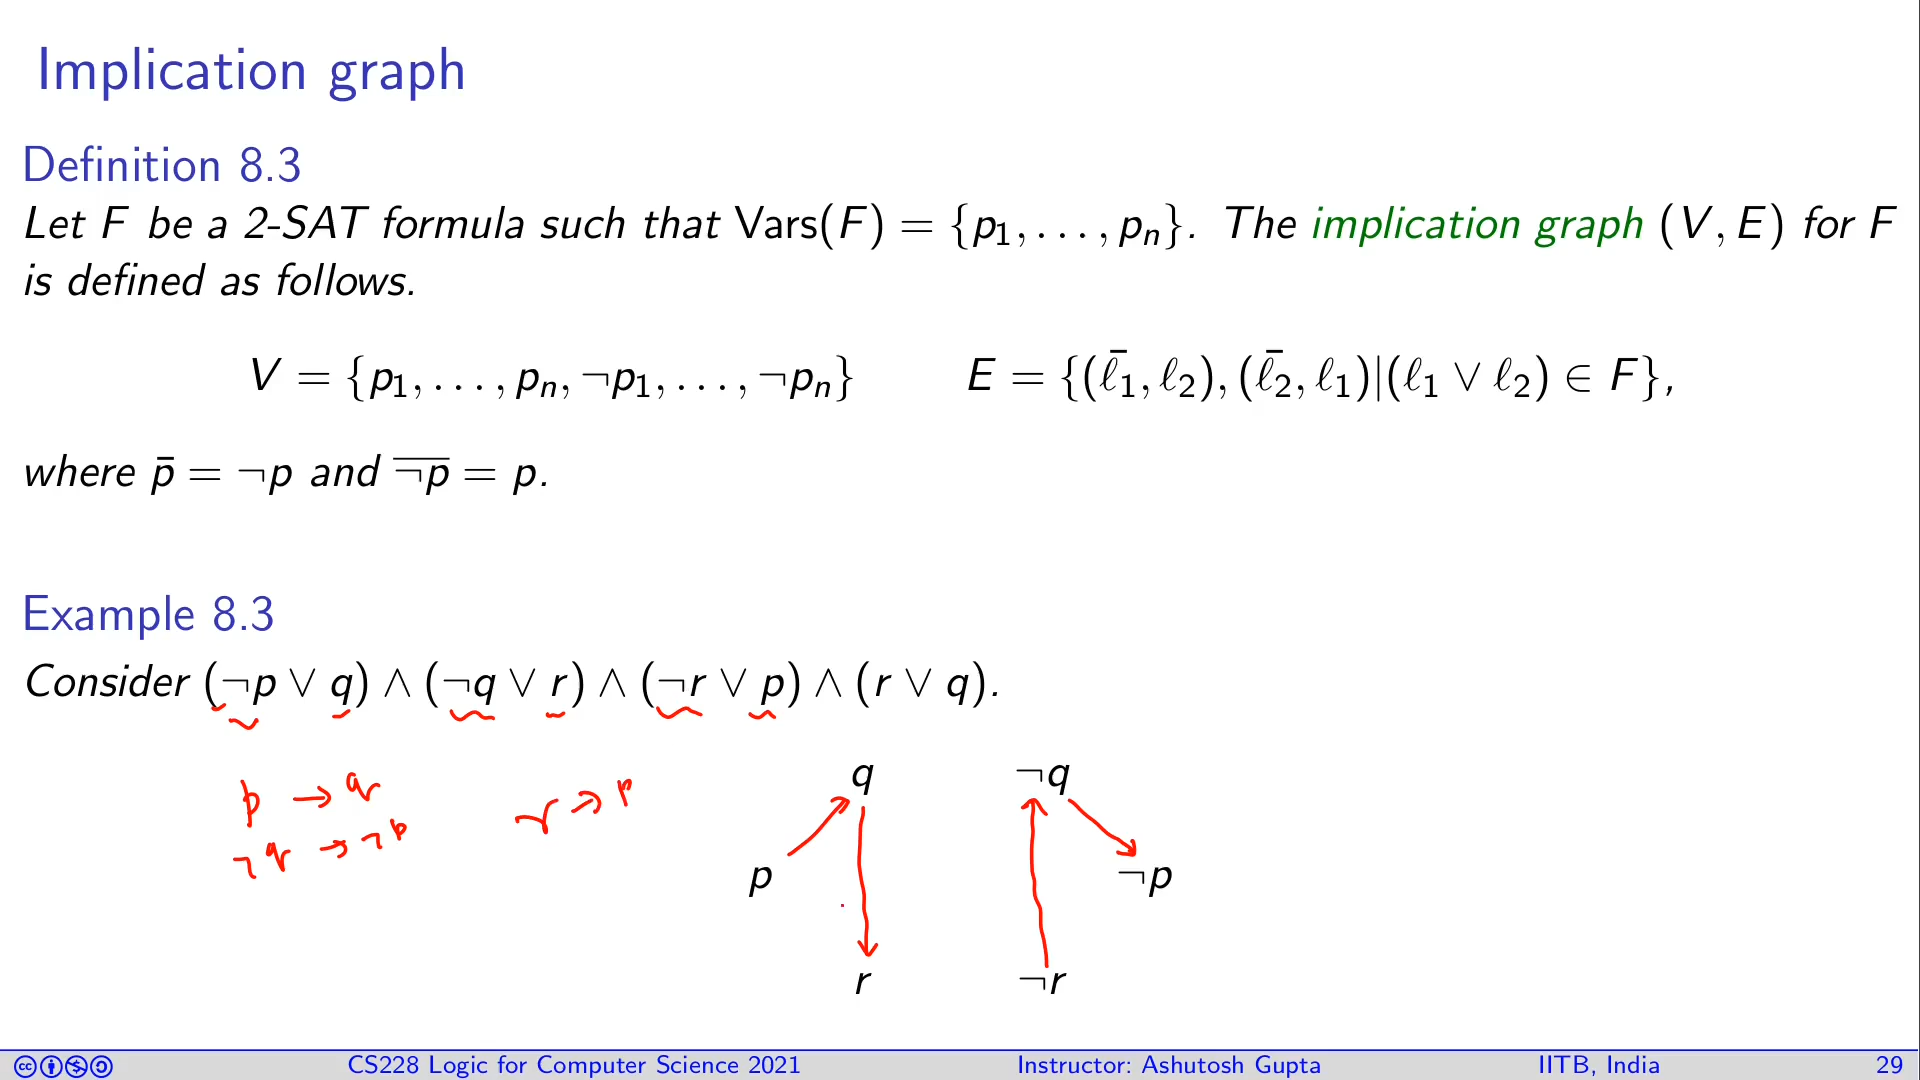 Implication graph
Definition 8.3
Let F be a 2-SAT formula such that Vars(F) = {p₁, . . . , pₙ}. The implication graph (V, E) for F
is defined as follows.
V = {p₁, . . . , pₙ, ¬p₁, . . . , ¬pₙ}    E = {(ℓ̄₁, ℓ₂), (ℓ̄₂, ℓ₁)|(ℓ₁ ∨ ℓ₂) ∈ F},
where p̄ = ¬p and ¬̅p̅ = p.
Example 8.3
Consider (¬p ∨ q) ∧ (¬q ∨ r) ∧ (¬r ∨ p) ∧ (r ∨ q).
p → q
¬q → ¬p
r → p
q ¬q
p ¬p
r ¬r
CS228 Logic for Computer Science 2021 Instructor: Ashutosh Gupta IITB, India 29